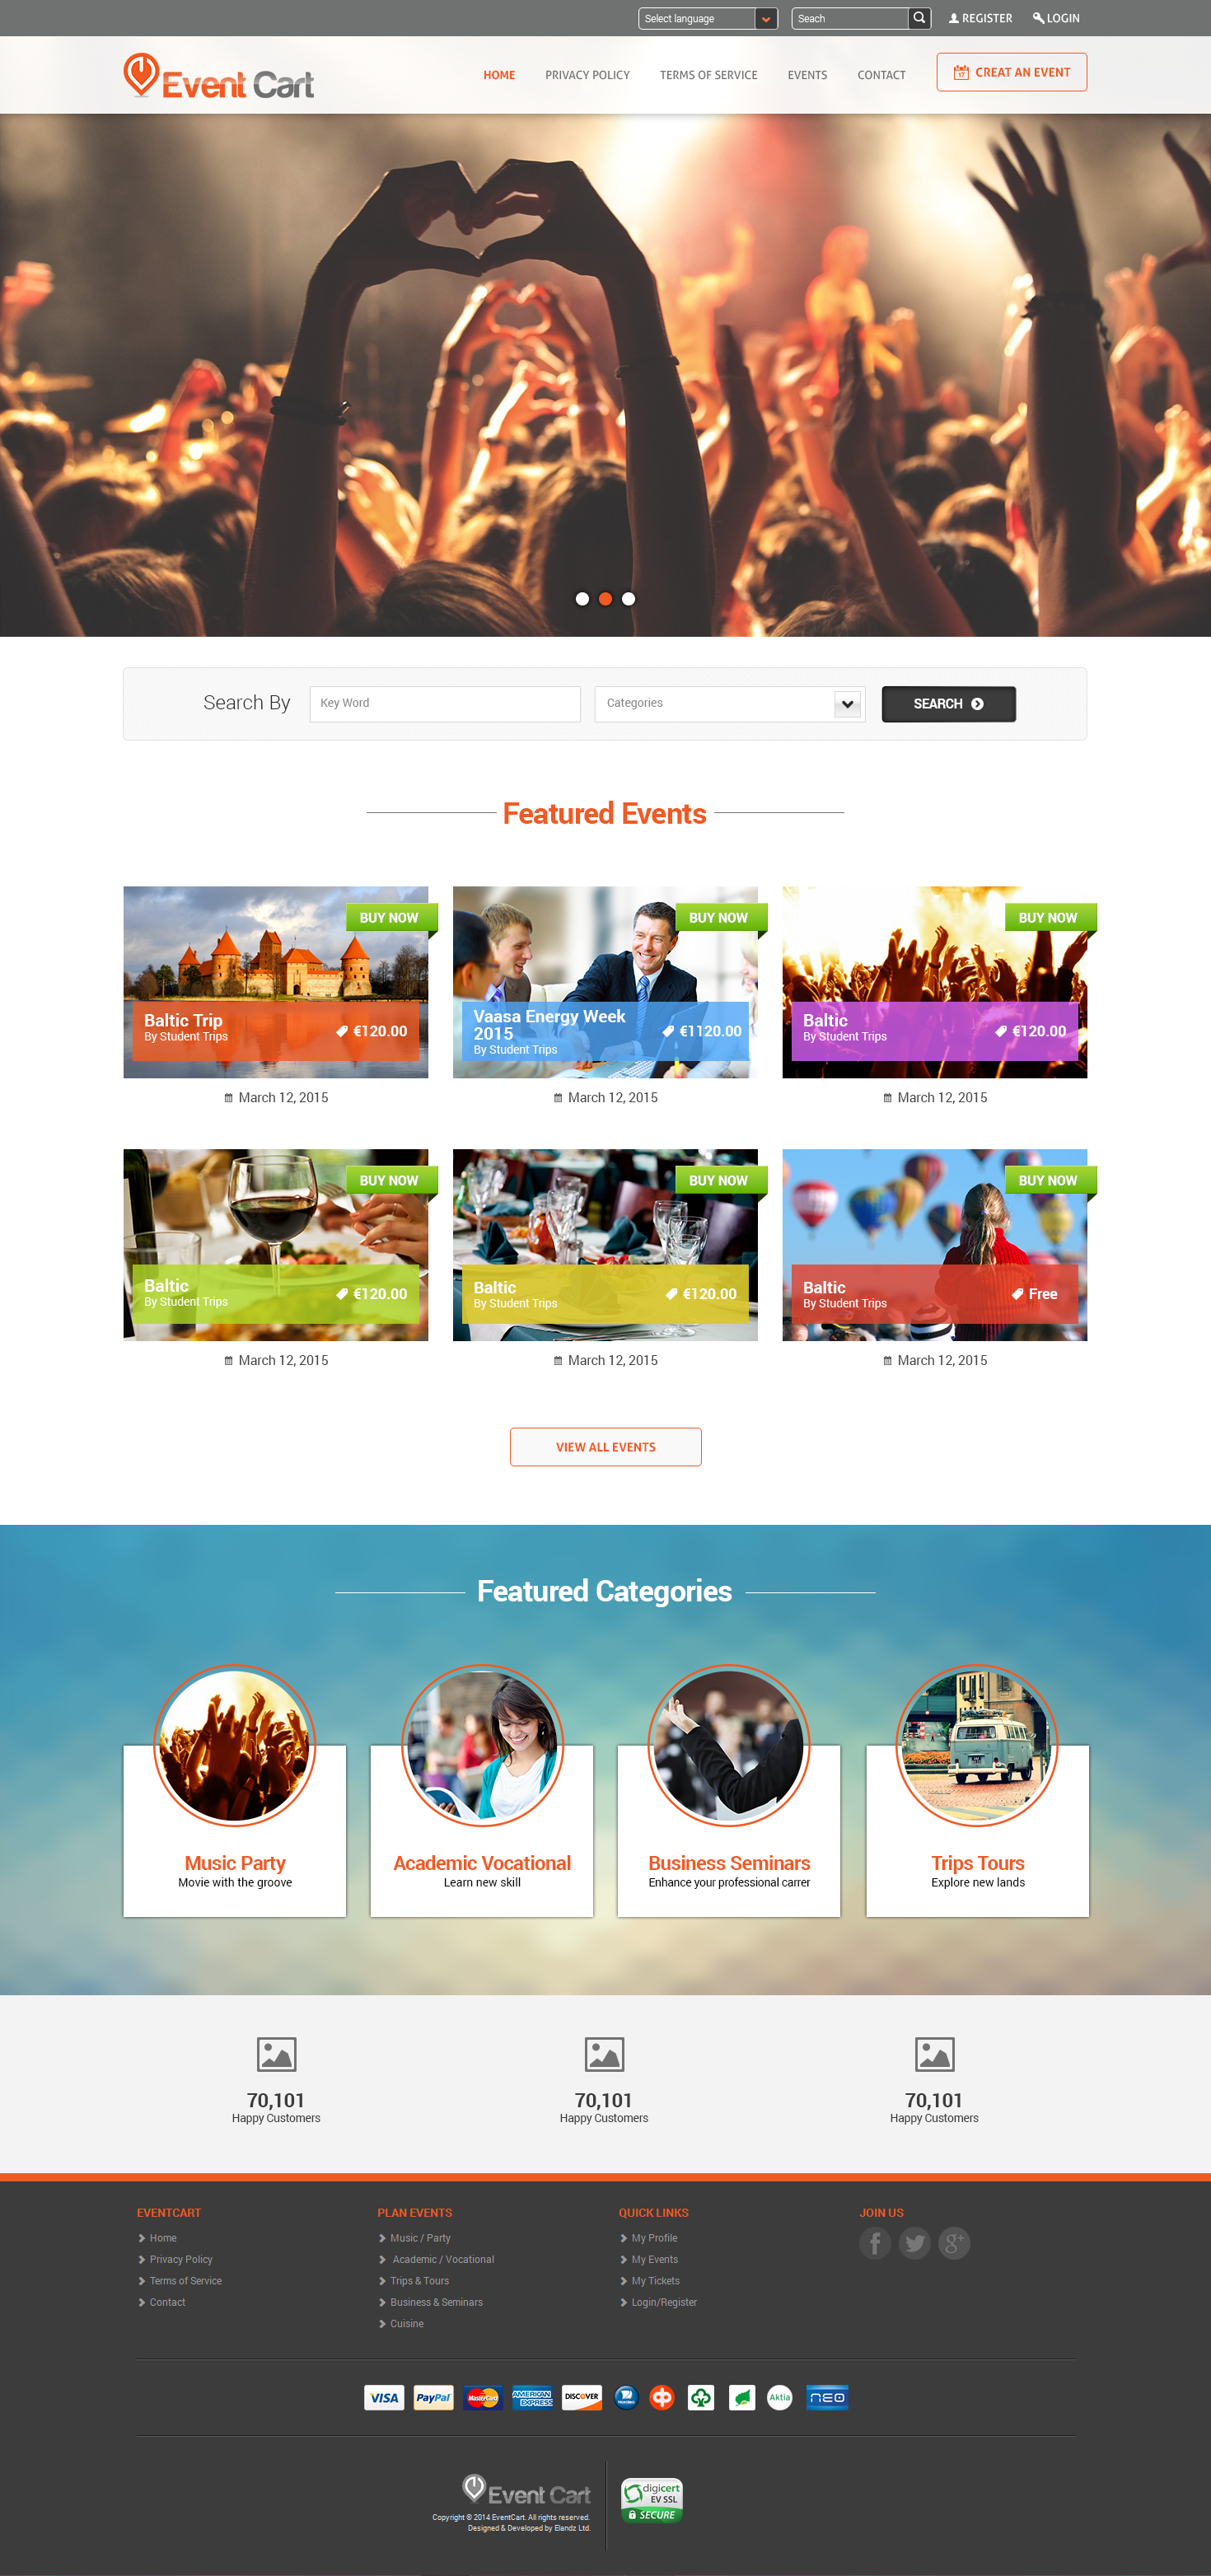 Select language
Seach
REGISTER
LOGIN
Event Cart
HOME
PRIVACY POLICY
TERMS OF SERVICE
EVENTS
CONTACT
17
CREAT AN EVENT
Search By
Key Word
Categories
SEARCH
Featured Events
BUY NOW
Baltic Trip
By Student Trips
€120.00
March 12, 2015
BUY NOW
Vaasa Energy Week
2015
By Student Trips
€1120.00
March 12, 2015
BUY NOW
Baltic
By Student Trips
€120.00
March 12, 2015
BUY NOW
Baltic
By Student Trips
€120.00
March 12, 2015
BUY NOW
Baltic
By Student Trips
€120.00
March 12, 2015
BUY NOW
Baltic
By Student Trips
Free
March 12, 2015
VIEW ALL EVENTS
Featured Categories
Music Party
Movie with the groove
Academic Vocational
Learn new skill
Business Seminars
Enhance your professional carrer
Trips Tours
Explore new lands
70,101
Happy Customers
70,101
Happy Customers
70,101
Happy Customers
EVENTCART
Home
Privacy Policy
Terms of Service
Contact
PLAN EVENTS
Music / Party
Academic / Vocational
Trips & Tours
Business & Seminars
Cuisine
QUICK LINKS
My Profile
My Events
My Tickets
Login/Register
JOIN US
f
g+
VISA
PayPal
MasterCard
AMERICAN EXPRESS
DISCOVER
Aktia
NEO
Event Cart
Copyright © 2014 EventCart. All rights reserved.
Designed & Developed by Elandz Ltd.
digicert
EV SSL
SECURE